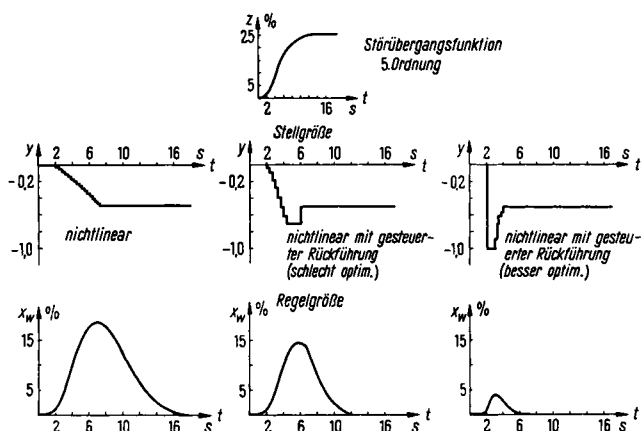 z %
25
5
2 16 t
s
Störübergangsfunktion
5.Ordnung
Stellgröße
y 2 6 10 16 s
t
-0,2
-1,0
nichtlinear
y 2 6 10 16 s
t
-0,2
-1,0
nichtlinear mit gesteuer-
ter Rückführung
(schlecht optim.)
y 2 6 10 16 s
t
-0,2
-1,0
nichtlinear mit gesteu-
erter Rückführung
(besser optim.)
Regelgröße
xw %
15
5
2 6 10 16 t
s
xw %
15
5
2 6 10 16 t
s
xw %
15
5
2 6 10 16 t
s